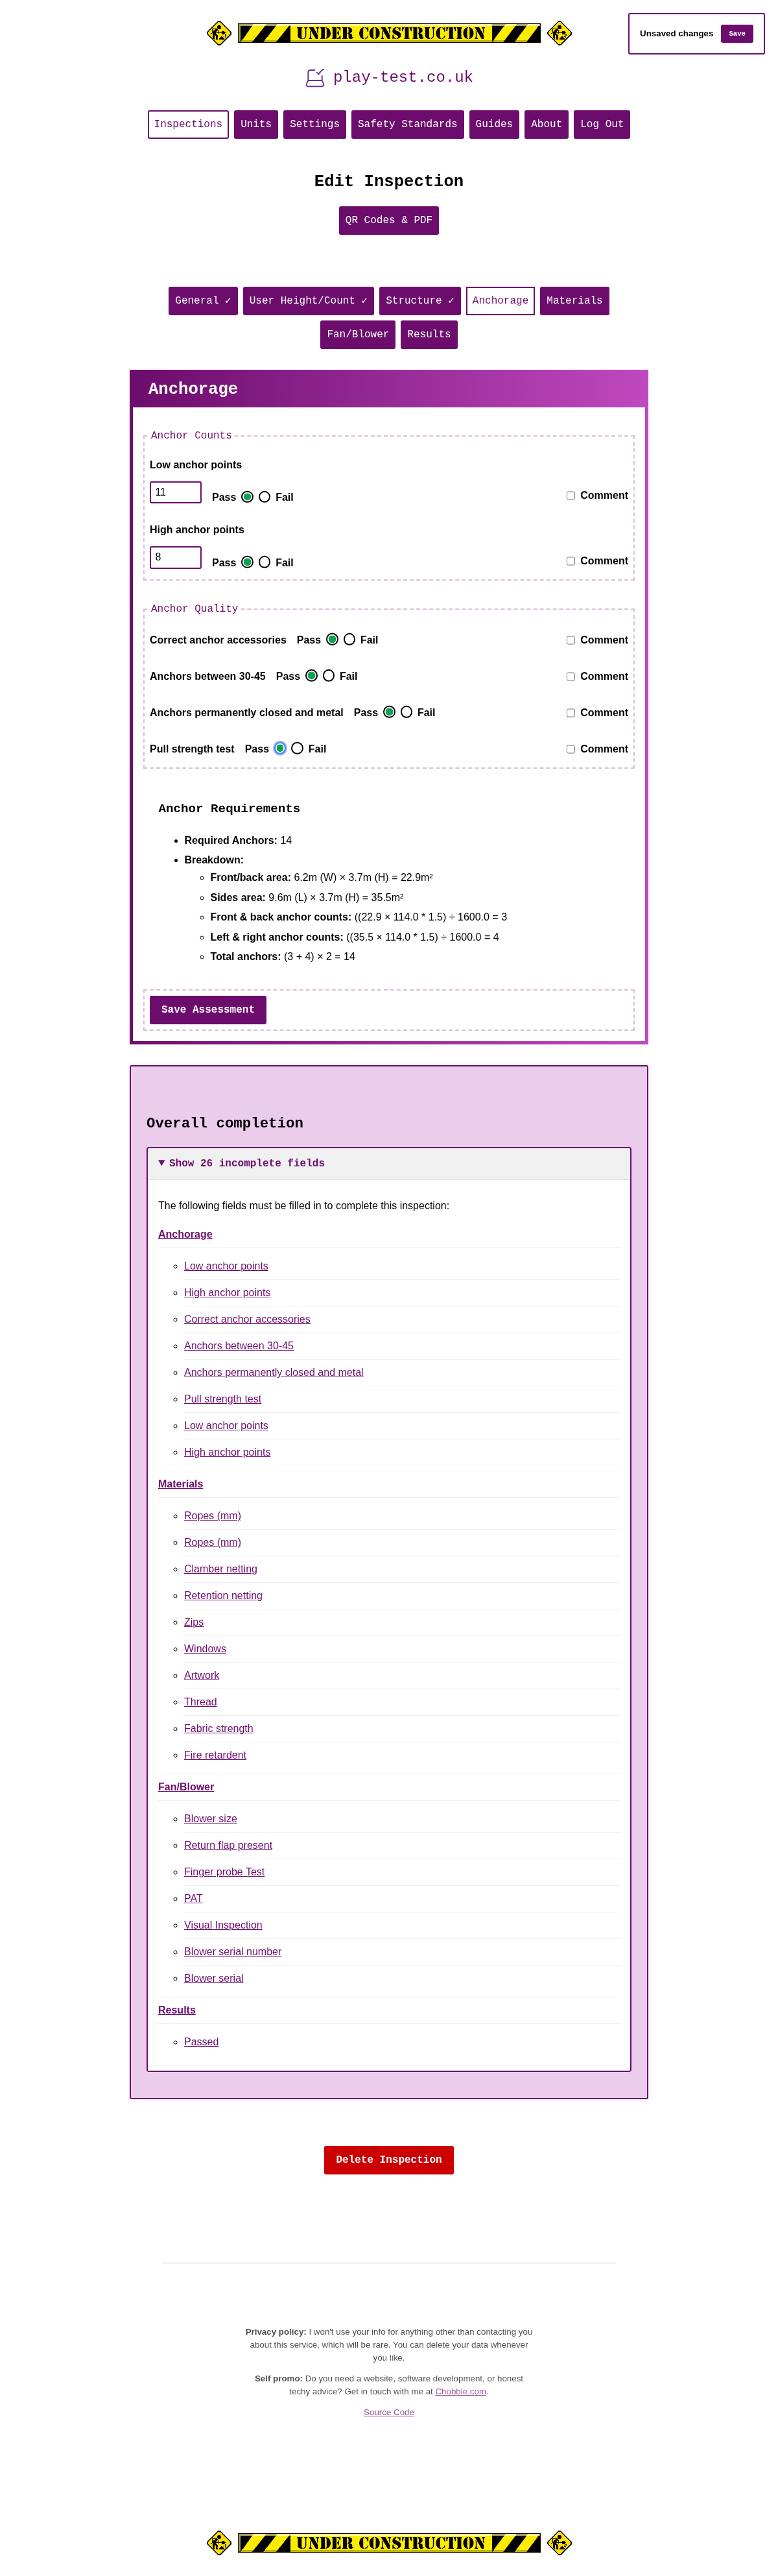 UNDER CONSTRUCTION
Unsaved changes Save
play-test.co.uk
Inspections Units Settings Safety Standards Guides About Log Out
Edit Inspection
QR Codes & PDF
General ✓ User Height/Count ✓ Structure ✓ Anchorage Materials
Fan/Blower Results
Anchorage
Anchor Counts
Low anchor points
11 Pass Fail Comment
High anchor points
8 Pass Fail Comment
Anchor Quality
Correct anchor accessories Pass Fail Comment
Anchors between 30-45 Pass Fail Comment
Anchors permanently closed and metal Pass Fail Comment
Pull strength test Pass Fail Comment
Anchor Requirements
• Required Anchors: 14
• Breakdown:
◦ Front/back area: 6.2m (W) × 3.7m (H) = 22.9m²
◦ Sides area: 9.6m (L) × 3.7m (H) = 35.5m²
◦ Front & back anchor counts: ((22.9 × 114.0 * 1.5) ÷ 1600.0 = 3
◦ Left & right anchor counts: ((35.5 × 114.0 * 1.5) ÷ 1600.0 = 4
◦ Total anchors: (3 + 4) × 2 = 14
Save Assessment
Overall completion
▼ Show 26 incomplete fields
The following fields must be filled in to complete this inspection:
Anchorage
◦ Low anchor points
◦ High anchor points
◦ Correct anchor accessories
◦ Anchors between 30-45
◦ Anchors permanently closed and metal
◦ Pull strength test
◦ Low anchor points
◦ High anchor points
Materials
◦ Ropes (mm)
◦ Ropes (mm)
◦ Clamber netting
◦ Retention netting
◦ Zips
◦ Windows
◦ Artwork
◦ Thread
◦ Fabric strength
◦ Fire retardent
Fan/Blower
◦ Blower size
◦ Return flap present
◦ Finger probe Test
◦ PAT
◦ Visual Inspection
◦ Blower serial number
◦ Blower serial
Results
◦ Passed
Delete Inspection
Privacy policy: I won't use your info for anything other than contacting you
about this service, which will be rare. You can delete your data whenever
you like.
Self promo: Do you need a website, software development, or honest
techy advice? Get in touch with me at Chobble.com.
Source Code
UNDER CONSTRUCTION